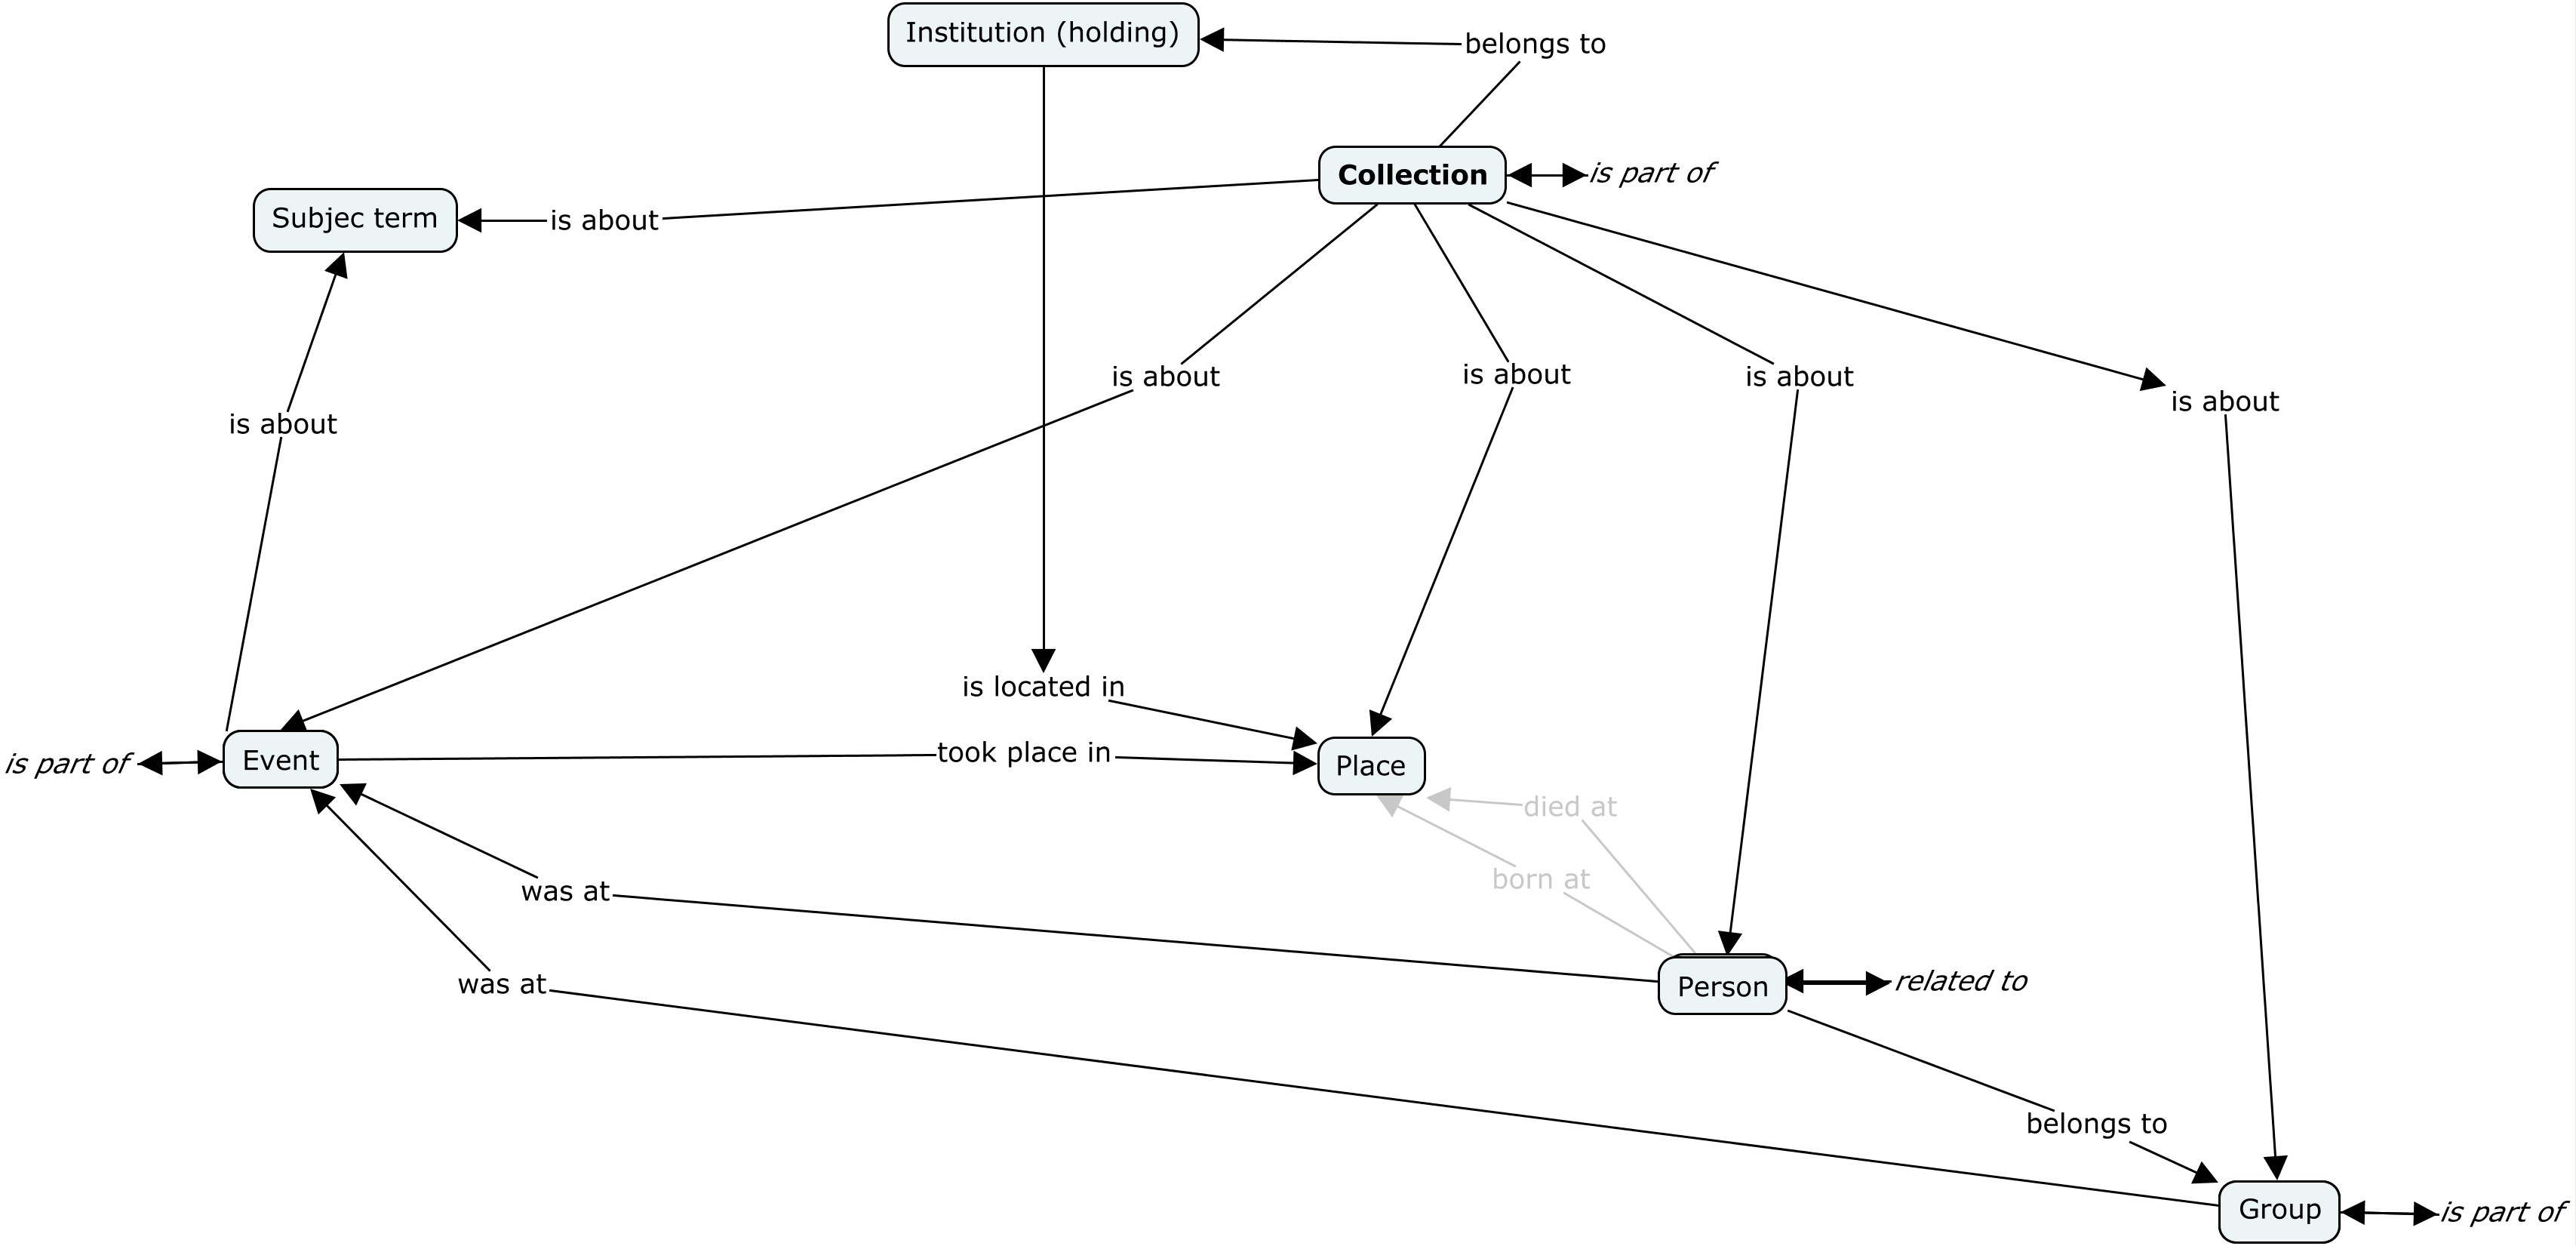 Institution (holding)
belongs to
Collection
is part of
Subjec term
is about
is about
is about
is about
is about
is about
is located in
took place in
is part of
Event
Place
died at
born at
was at
Person
related to
was at
belongs to
Group
is part of